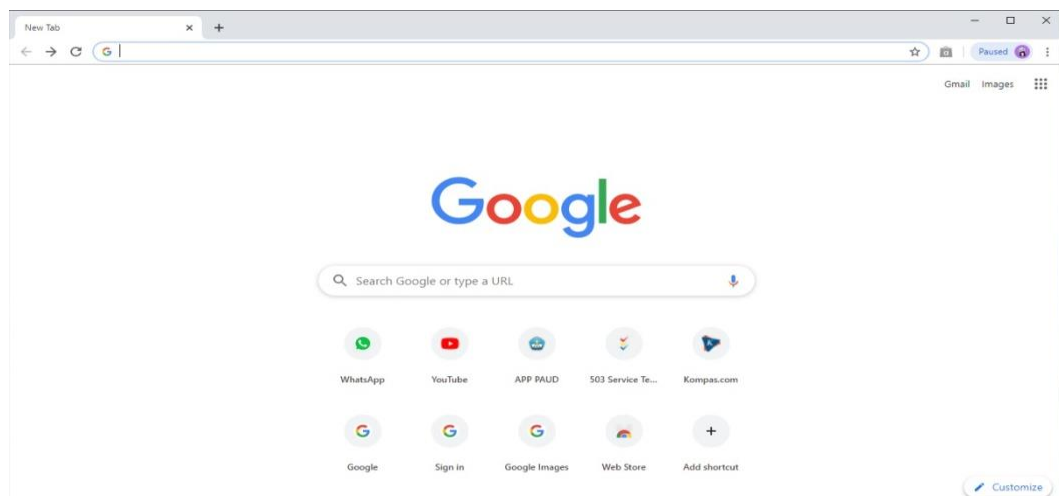 New Tab
Paused
Gmail Images
Google
Search Google or type a URL
WhatsApp YouTube APP PAUD 503 Service Te... Kompas.com
Google Sign in Google Images Web Store Add shortcut
Customize